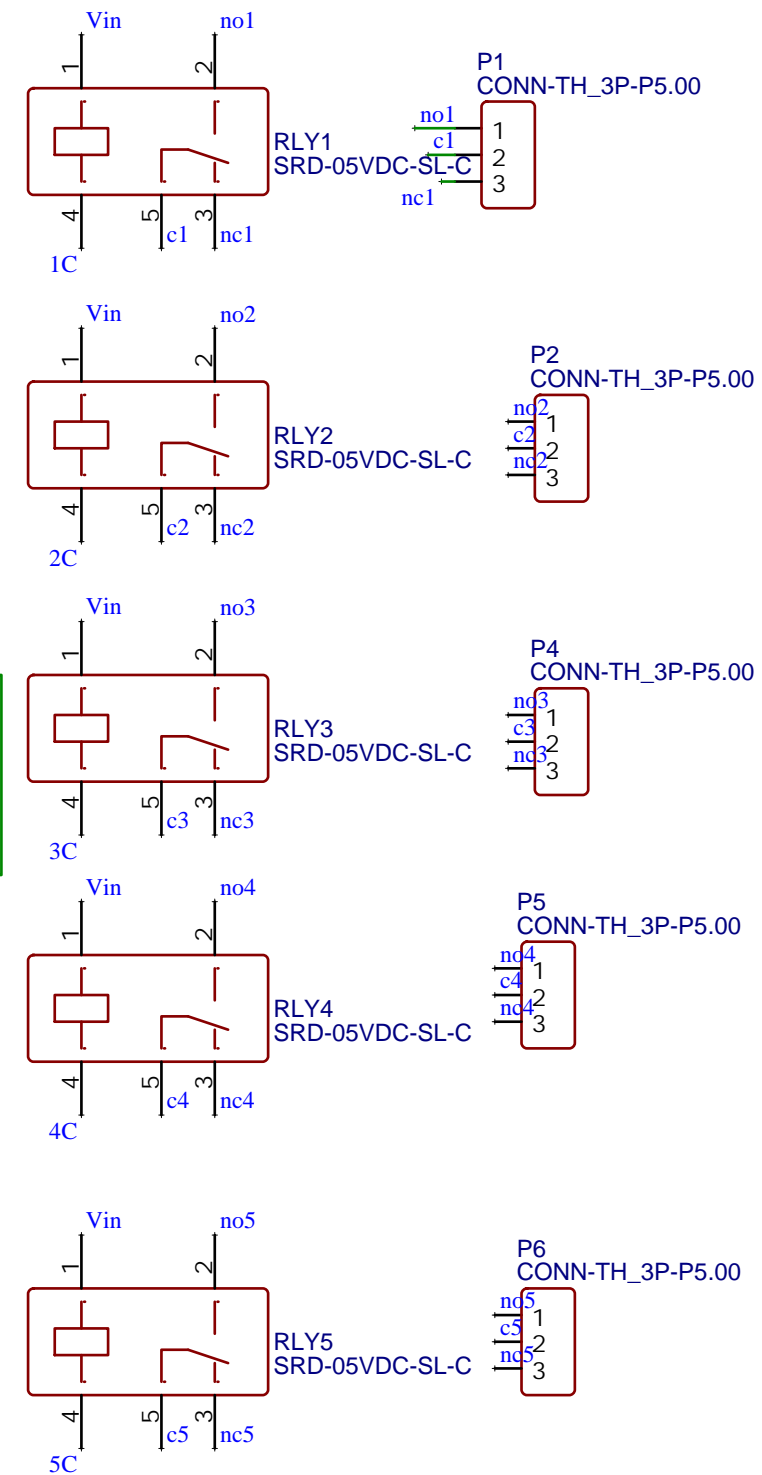 Vin
no1
1
2
RLY1
SRD-05VDC-SL-C
4
5
3
c1
nc1
1C
P1
CONN-TH_3P-P5.00
no1
1
c1
2
nc1
3
Vin
no2
1
2
RLY2
SRD-05VDC-SL-C
4
5
3
c2
nc2
2C
P2
CONN-TH_3P-P5.00
no2
1
c2
2
nc2
3
Vin
no3
1
2
RLY3
SRD-05VDC-SL-C
4
5
3
c3
nc3
3C
P4
CONN-TH_3P-P5.00
no3
1
c3
2
nc3
3
Vin
no4
1
2
RLY4
SRD-05VDC-SL-C
4
5
3
c4
nc4
4C
P5
CONN-TH_3P-P5.00
no4
1
c4
2
nc4
3
Vin
no5
1
2
RLY5
SRD-05VDC-SL-C
4
5
3
c5
nc5
5C
P6
CONN-TH_3P-P5.00
no5
1
c5
2
nc5
3